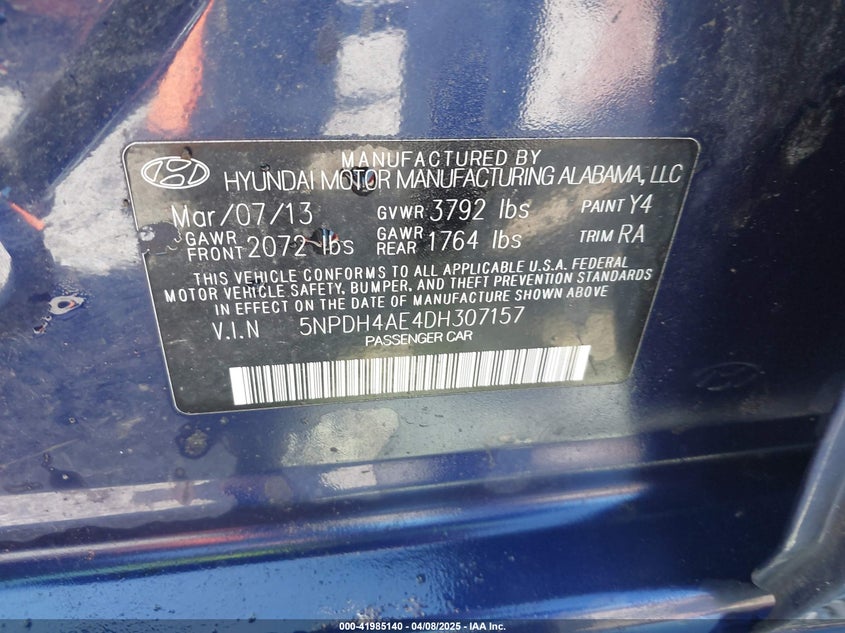 MANUFACTURED BY
HYUNDAI MOTOR MANUFACTURING ALABAMA, LLC
Mar/07/13 GVWR 3792 lbs PAINT Y4
GAWR FRONT 2072 lbs GAWR REAR 1764 lbs TRIM RA
THIS VEHICLE CONFORMS TO ALL APPLICABLE U.S.A. FEDERAL
MOTOR VEHICLE SAFETY, BUMPER, AND THEFT PREVENTION STANDARDS
IN EFFECT ON THE DATE OF MANUFACTURE SHOWN ABOVE
V.I.N 5NPDH4AE4DH307157
PASSENGER CAR
000-41985140 - 04/08/2025 - IAA Inc.